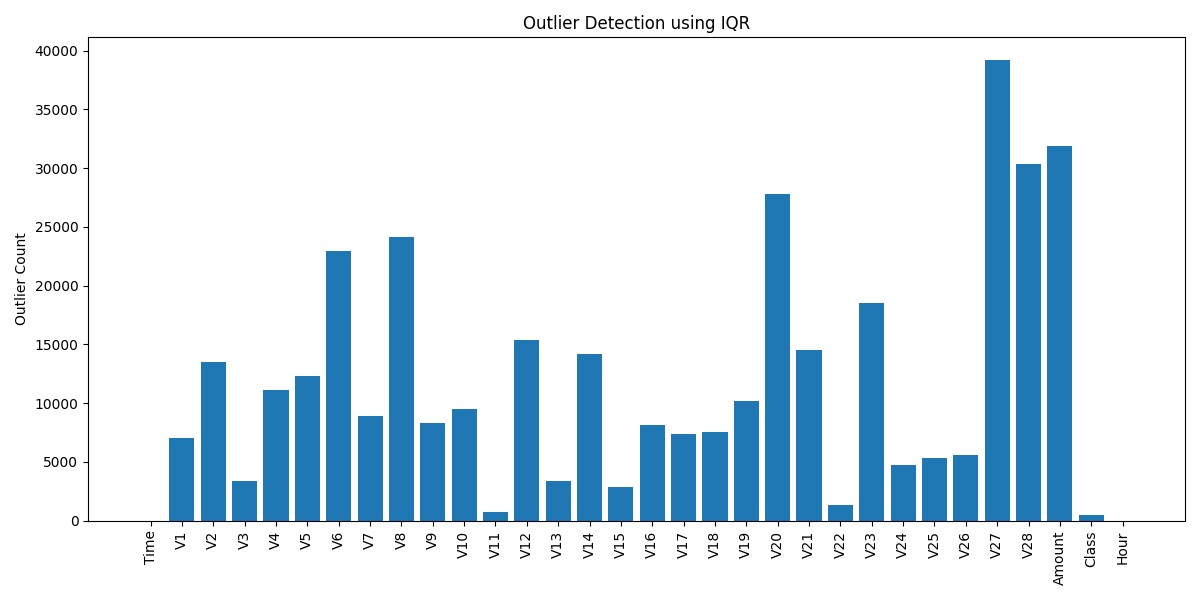 Outlier Detection using IQR
Outlier Count
40000
35000
30000
25000
20000
15000
10000
5000
0
Time
V1
V2
V3
V4
V5
V6
V7
V8
V9
V10
V11
V12
V13
V14
V15
V16
V17
V18
V19
V20
V21
V22
V23
V24
V25
V26
V27
V28
Amount
Class
Hour